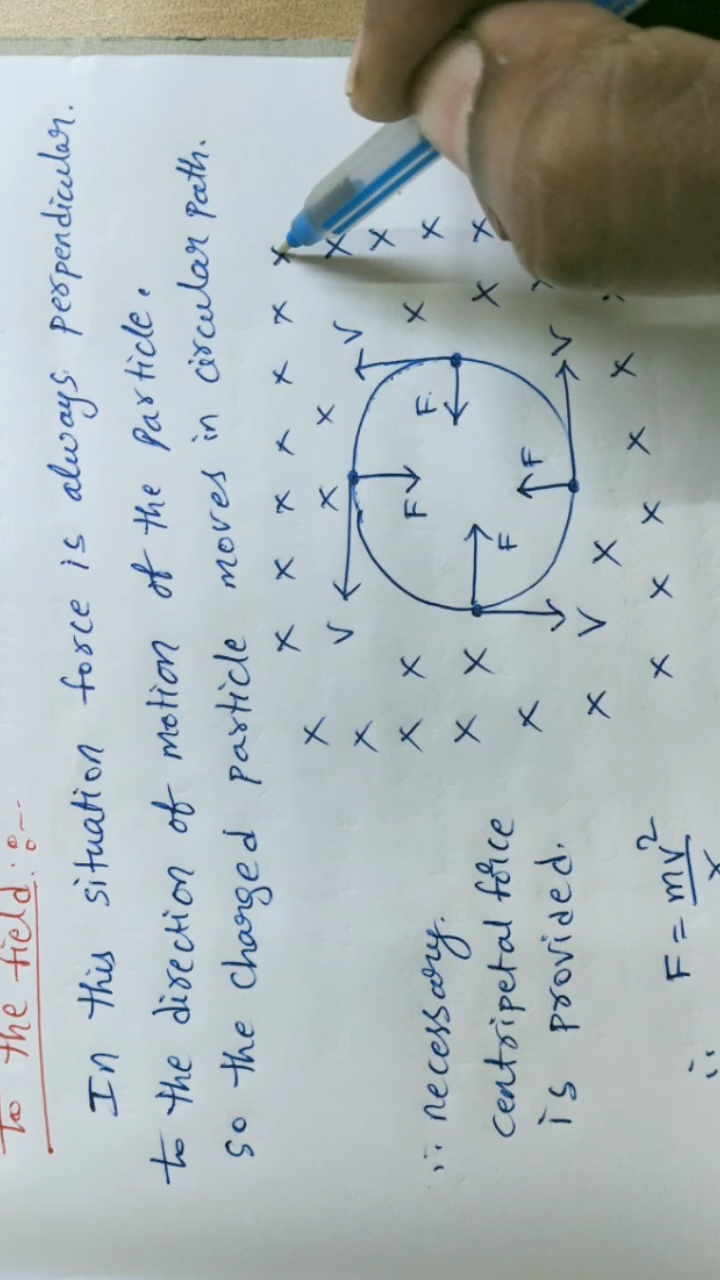 to the field :-
In this situation force is always perpendicular.
to the direction of motion of the particle.
so the charged particle moves in circular path.
∴ necessary.
centripetal force
is provided.
x x x x x x x
x x x x x x
x x x x x
x x x x x
x x x x x
x x x x
V V V V
F F F. F
∴ F = mv²/r